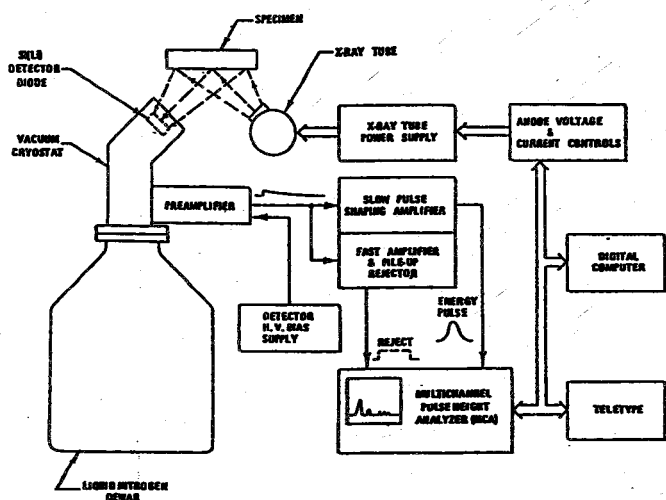 SPECIMEN
SI(LI)
DETECTOR
DIODE
X-RAY TUBE
VACUUM
CRYOSTAT
X-RAY TUBE
POWER SUPPLY
ANODE VOLTAGE
&
CURRENT CONTROLS
PREAMPLIFIER
SLOW PULSE
SHAPING AMPLIFIER
FAST AMPLIFIER
& PILE-UP
REJECTOR
DIGITAL
COMPUTER
DETECTOR
H.V. BIAS
SUPPLY
ENERGY
PULSE
REJECT
MULTICHANNEL
PULSE HEIGHT
ANALYZER (MCA)
TELETYPE
LIQUID NITROGEN
DEWAR